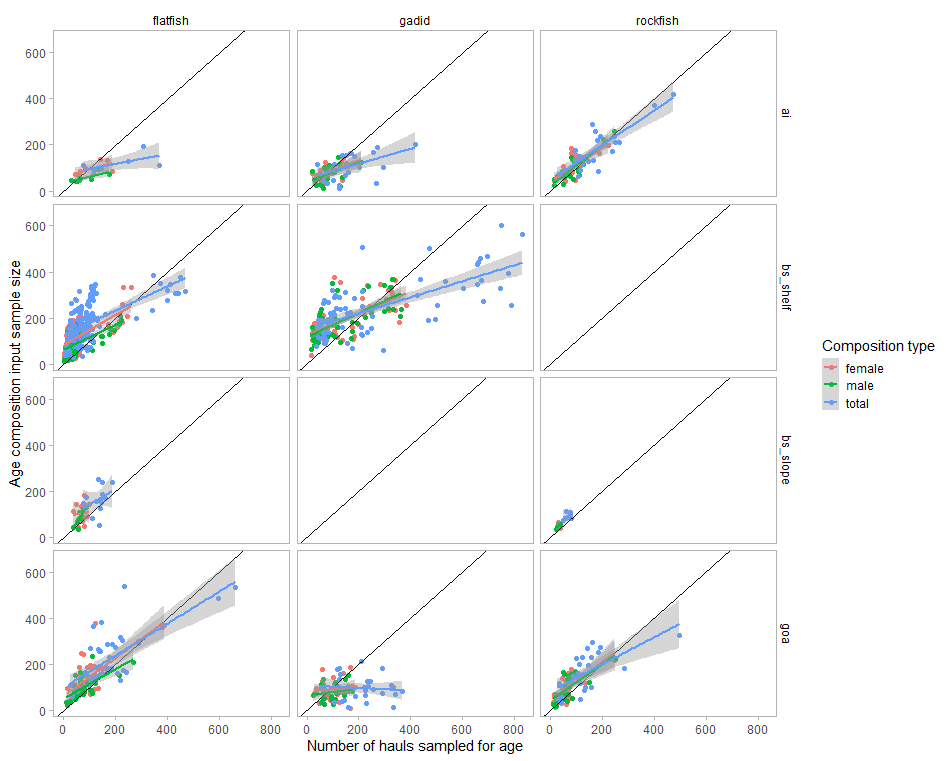 flatfish gadid rockfish
600
400
200
0
ai
600
400
200
0
bs_shelf
600
400
200
0
bs_slope
600
400
200
0
goa
0 200 400 600 800 0 200 400 600 800 0 200 400 600 800
Number of hauls sampled for age
Age composition input sample size
Composition type
female
male
total